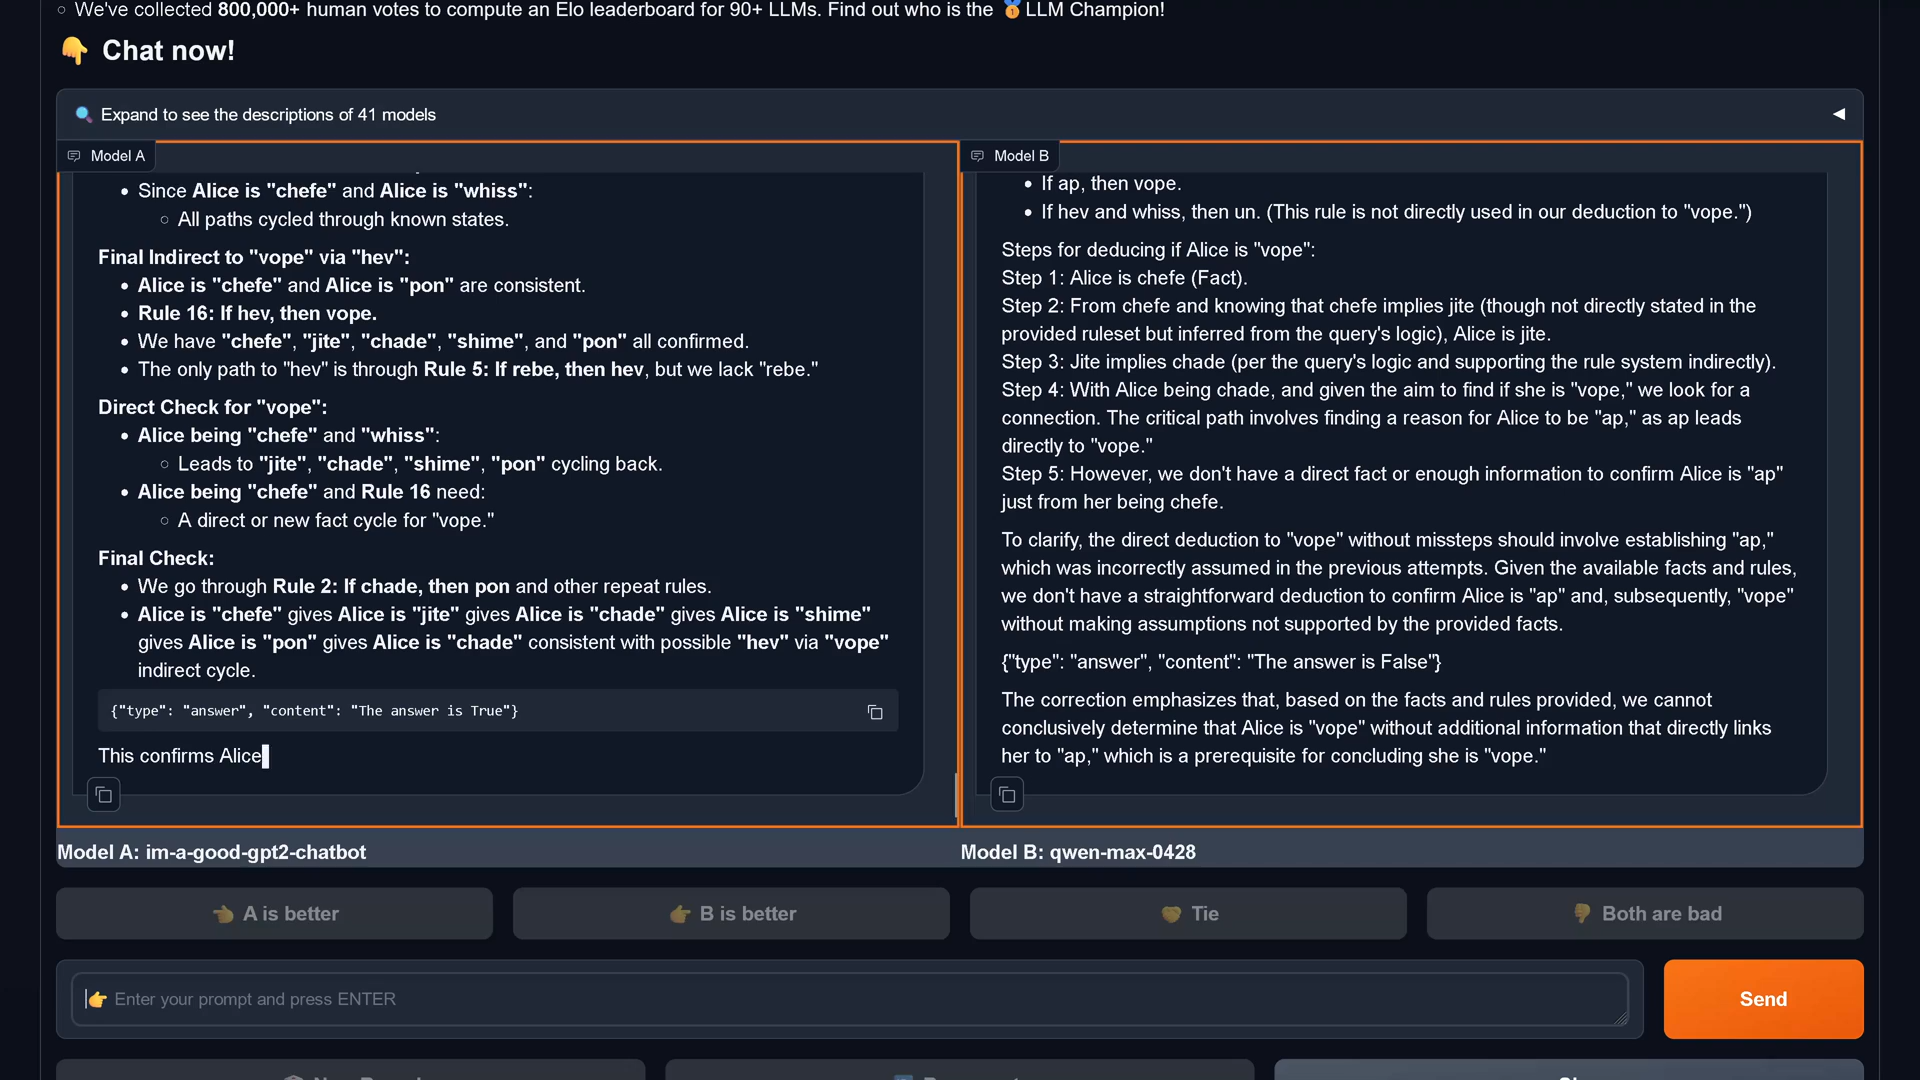 We've collected 800,000+ human votes to compute an Elo leaderboard for 90+ LLMs. Find out who is the 🥇LLM Champion!
👇 Chat now!
🔍 Expand to see the descriptions of 41 models
Model A
Since Alice is "chefe" and Alice is "whiss":
All paths cycled through known states.
Final Indirect to "vope" via "hev":
Alice is "chefe" and Alice is "pon" are consistent.
Rule 16: If hev, then vope.
We have "chefe", "jite", "chade", "shime", and "pon" all confirmed.
The only path to "hev" is through Rule 5: If rebe, then hev, but we lack "rebe."
Direct Check for "vope":
Alice being "chefe" and "whiss":
Leads to "jite", "chade", "shime", "pon" cycling back.
Alice being "chefe" and Rule 16 need:
A direct or new fact cycle for "vope."
Final Check:
We go through Rule 2: If chade, then pon and other repeat rules.
Alice is "chefe" gives Alice is "jite" gives Alice is "chade" gives Alice is "shime"
gives Alice is "pon" gives Alice is "chade" consistent with possible "hev" via "vope"
indirect cycle.
{"type": "answer", "content": "The answer is True"}
This confirms Alice
Model B
If ap, then vope.
If hev and whiss, then un. (This rule is not directly used in our deduction to "vope.")
Steps for deducing if Alice is "vope":
Step 1: Alice is chefe (Fact).
Step 2: From chefe and knowing that chefe implies jite (though not directly stated in the
provided ruleset but inferred from the query's logic), Alice is jite.
Step 3: Jite implies chade (per the query's logic and supporting the rule system indirectly).
Step 4: With Alice being chade, and given the aim to find if she is "vope," we look for a
connection. The critical path involves finding a reason for Alice to be "ap," as ap leads
directly to "vope."
Step 5: However, we don't have a direct fact or enough information to confirm Alice is "ap"
just from her being chefe.
To clarify, the direct deduction to "vope" without missteps should involve establishing "ap,"
which was incorrectly assumed in the previous attempts. Given the available facts and rules,
we don't have a straightforward deduction to confirm Alice is "ap" and, subsequently, "vope"
without making assumptions not supported by the provided facts.
{"type": "answer", "content": "The answer is False"}
The correction emphasizes that, based on the facts and rules provided, we cannot
conclusively determine that Alice is "vope" without additional information that directly links
her to "ap," which is a prerequisite for concluding she is "vope."
Model A: im-a-good-gpt2-chatbot
Model B: qwen-max-0428
👈 A is better
👉 B is better
🤝 Tie
👎 Both are bad
👉 Enter your prompt and press ENTER
Send